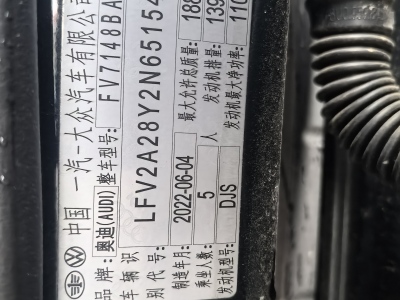 中国 一汽-大众汽车有限公司
品牌: 奥迪(AUDI) 整车型号: FV7148BA
车辆识别代号: LFV2A28Y2N65154
制造年月 2022-06-04 最大允许总质量: 188
乘坐人数 5 人 发动机排量: 139
发动机型号: DJS 发动机最大净功率: 110